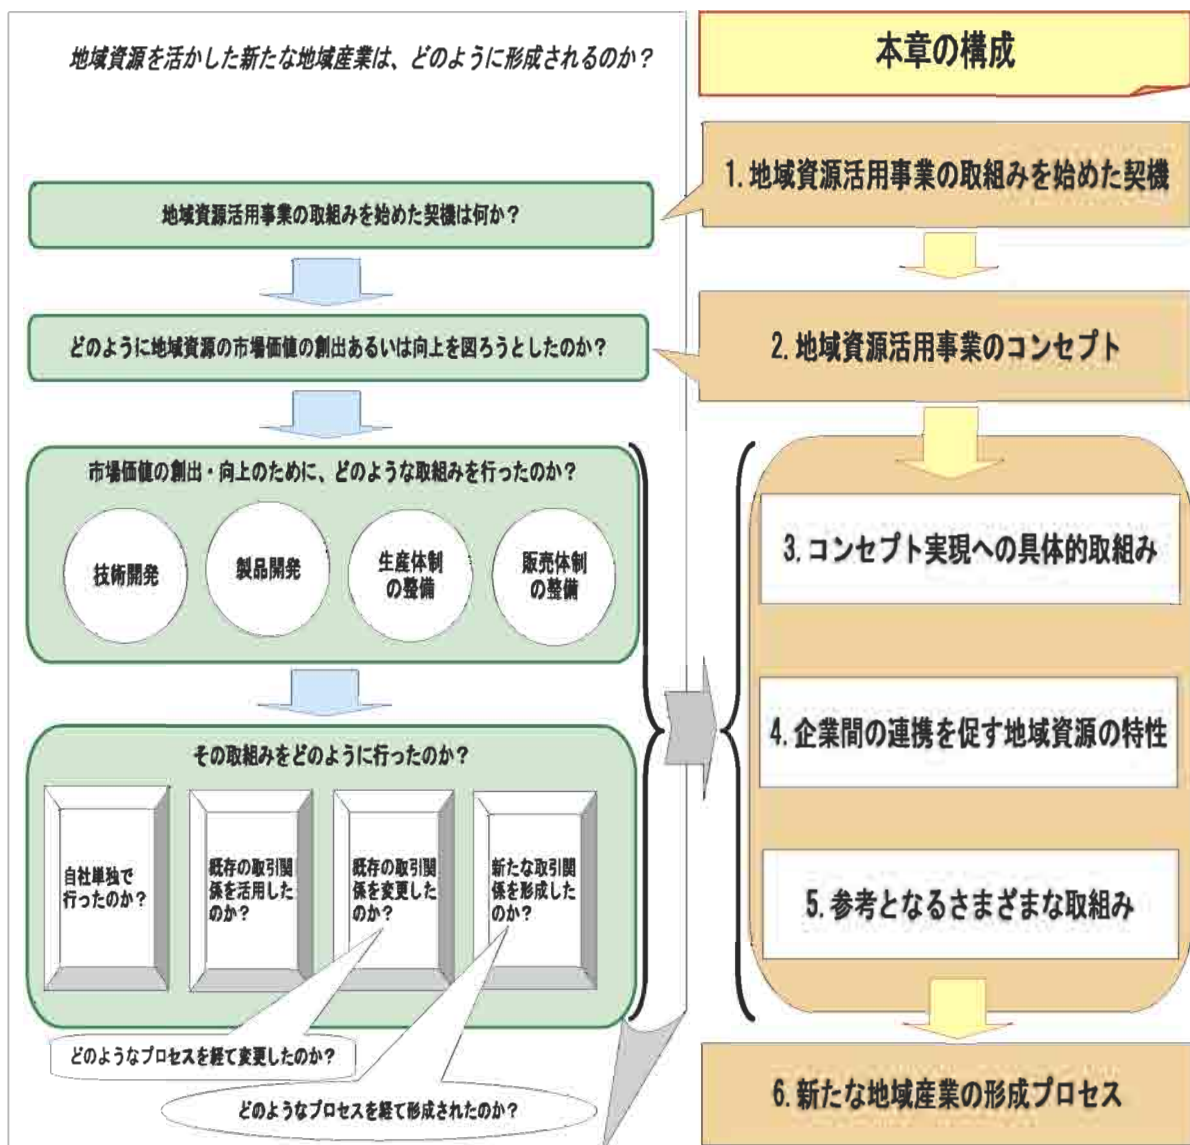 地域資源を活かした新たな地域産業は、どのように形成されるのか？
地域資源活用事業の取組みを始めた契機は何か？
どのように地域資源の市場価値の創出あるいは向上を図ろうとしたのか？
市場価値の創出・向上のために、どのような取組みを行ったのか？
技術開発
製品開発
生産体制
の整備
販売体制
の整備
その取組みをどのように行ったのか？
自社単独で
行ったのか？
既存の取引関
係を活用した
のか？
既存の取引関
係を変更した
のか？
新たな取引関
係を形成した
のか？
どのようなプロセスを経て変更したのか？
どのようなプロセスを経て形成されたのか？
本章の構成
1.地域資源活用事業の取組みを始めた契機
2.地域資源活用事業のコンセプト
3.コンセプト実現への具体的取組み
4.企業間の連携を促す地域資源の特性
5.参考となるさまざまな取組み
6.新たな地域産業の形成プロセス